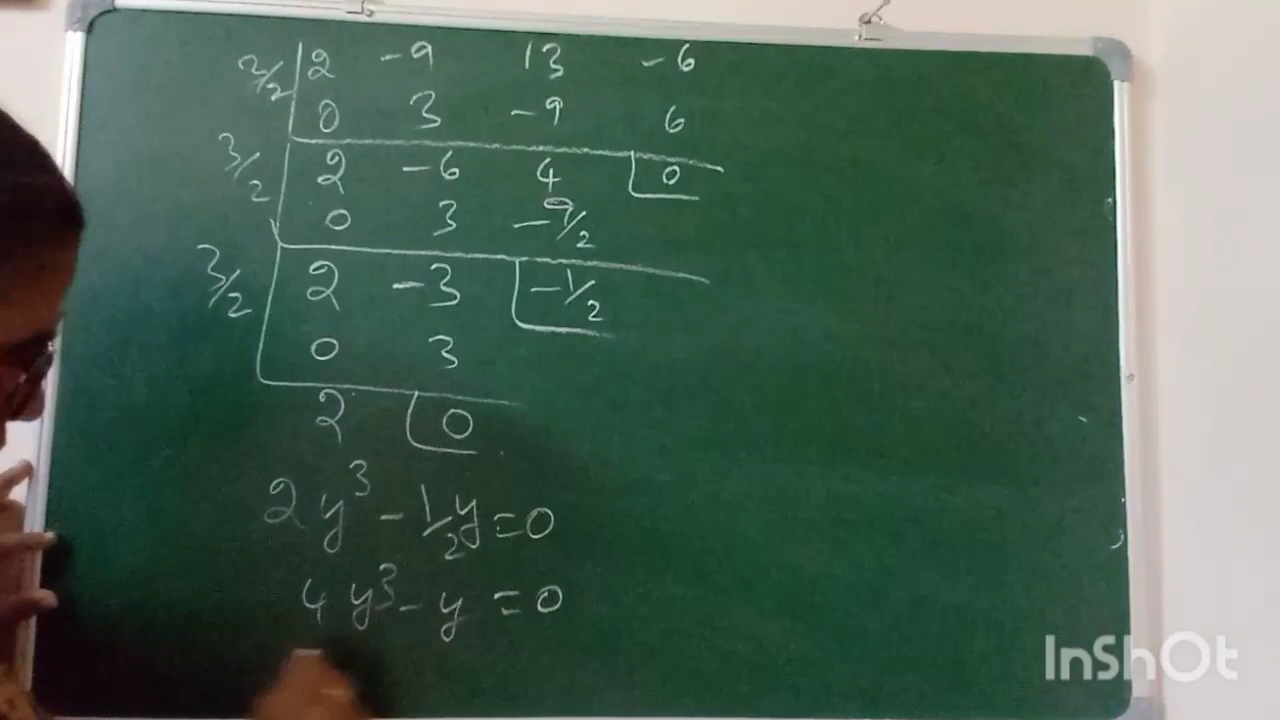 3/2 | 2 -9 13 -6
0 3 -9 6
3/2 2 -6 4 | 0
0 3 -9/2
3/2 2 -3 | -1/2
0 3
2 | 0
2y³ - 1/2y = 0
4y³ - y = 0
InShOt